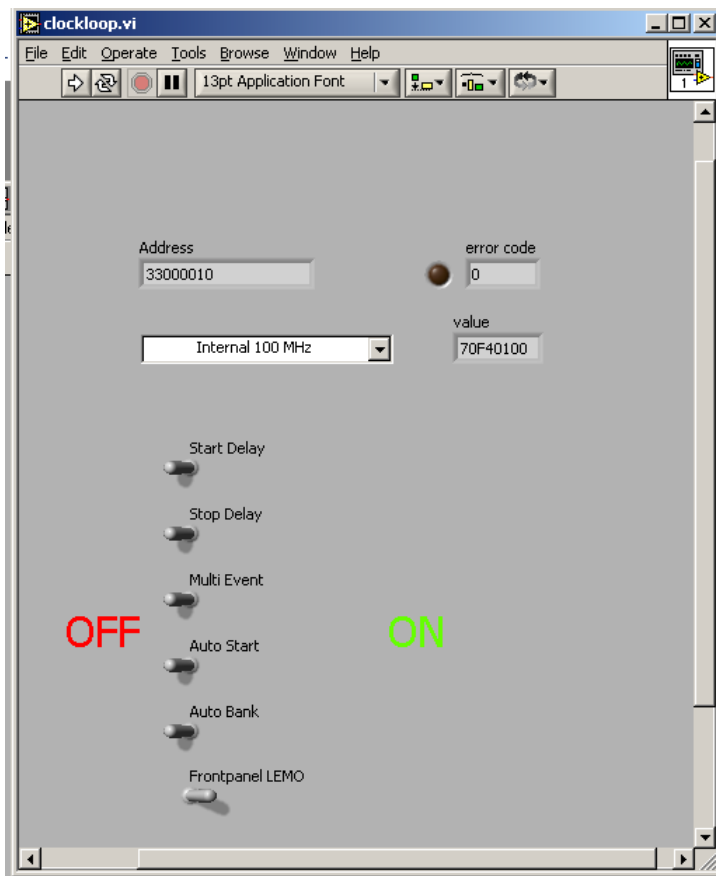 clockloop.vi
File Edit Operate Tools Browse Window Help
13pt Application Font
1
Address
error code
33000010
0
value
Internal 100 MHz
70F40100
Start Delay
Stop Delay
Multi Event
OFF
ON
Auto Start
Auto Bank
Frontpanel LEMO